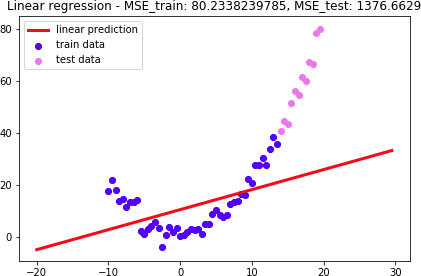 Linear regression - MSE_train: 80.2338239785, MSE_test: 1376.6629
linear prediction
train data
test data
80
60
40
20
0
−20
−10
0
10
20
30